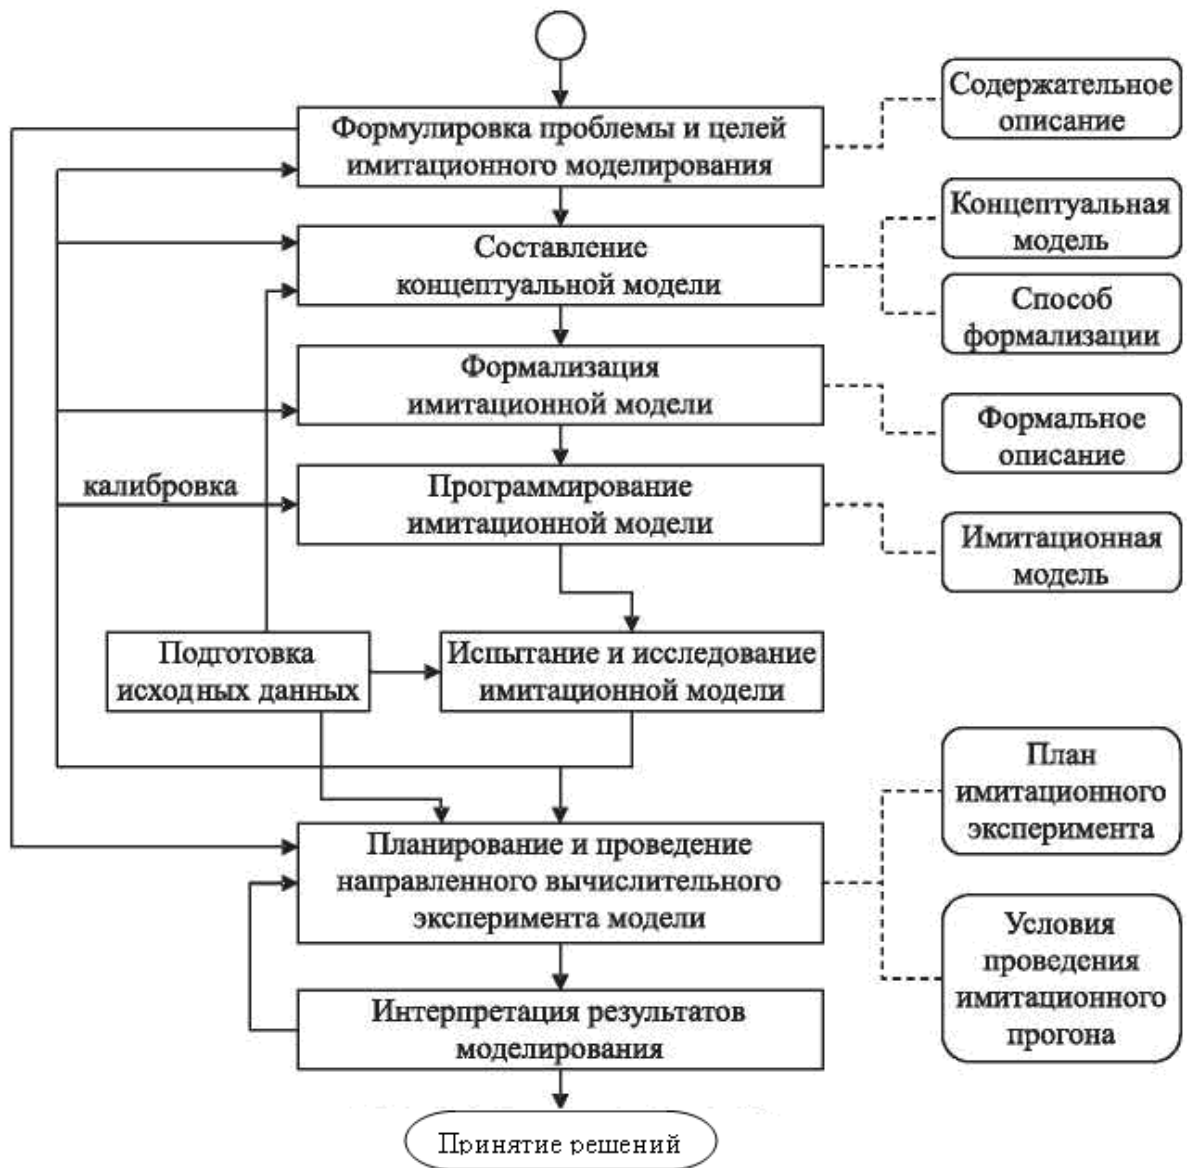 Формулировка проблемы и целей
имитационного моделирования
Содержательное
описание
Составление
концептуальной модели
Концептуальная
модель
Способ
формализации
Формализация
имитационной модели
Формальное
описание
калибровка
Программирование
имитационной модели
Имитационная
модель
Подготовка
исходных данных
Испытание и исследование
имитационной модели
План
имитационного
эксперимента
Планирование и проведение
направленного вычислительного
эксперимента модели
Условия
проведения
имитационного
прогона
Интерпретация результатов
моделирования
Принятие решений